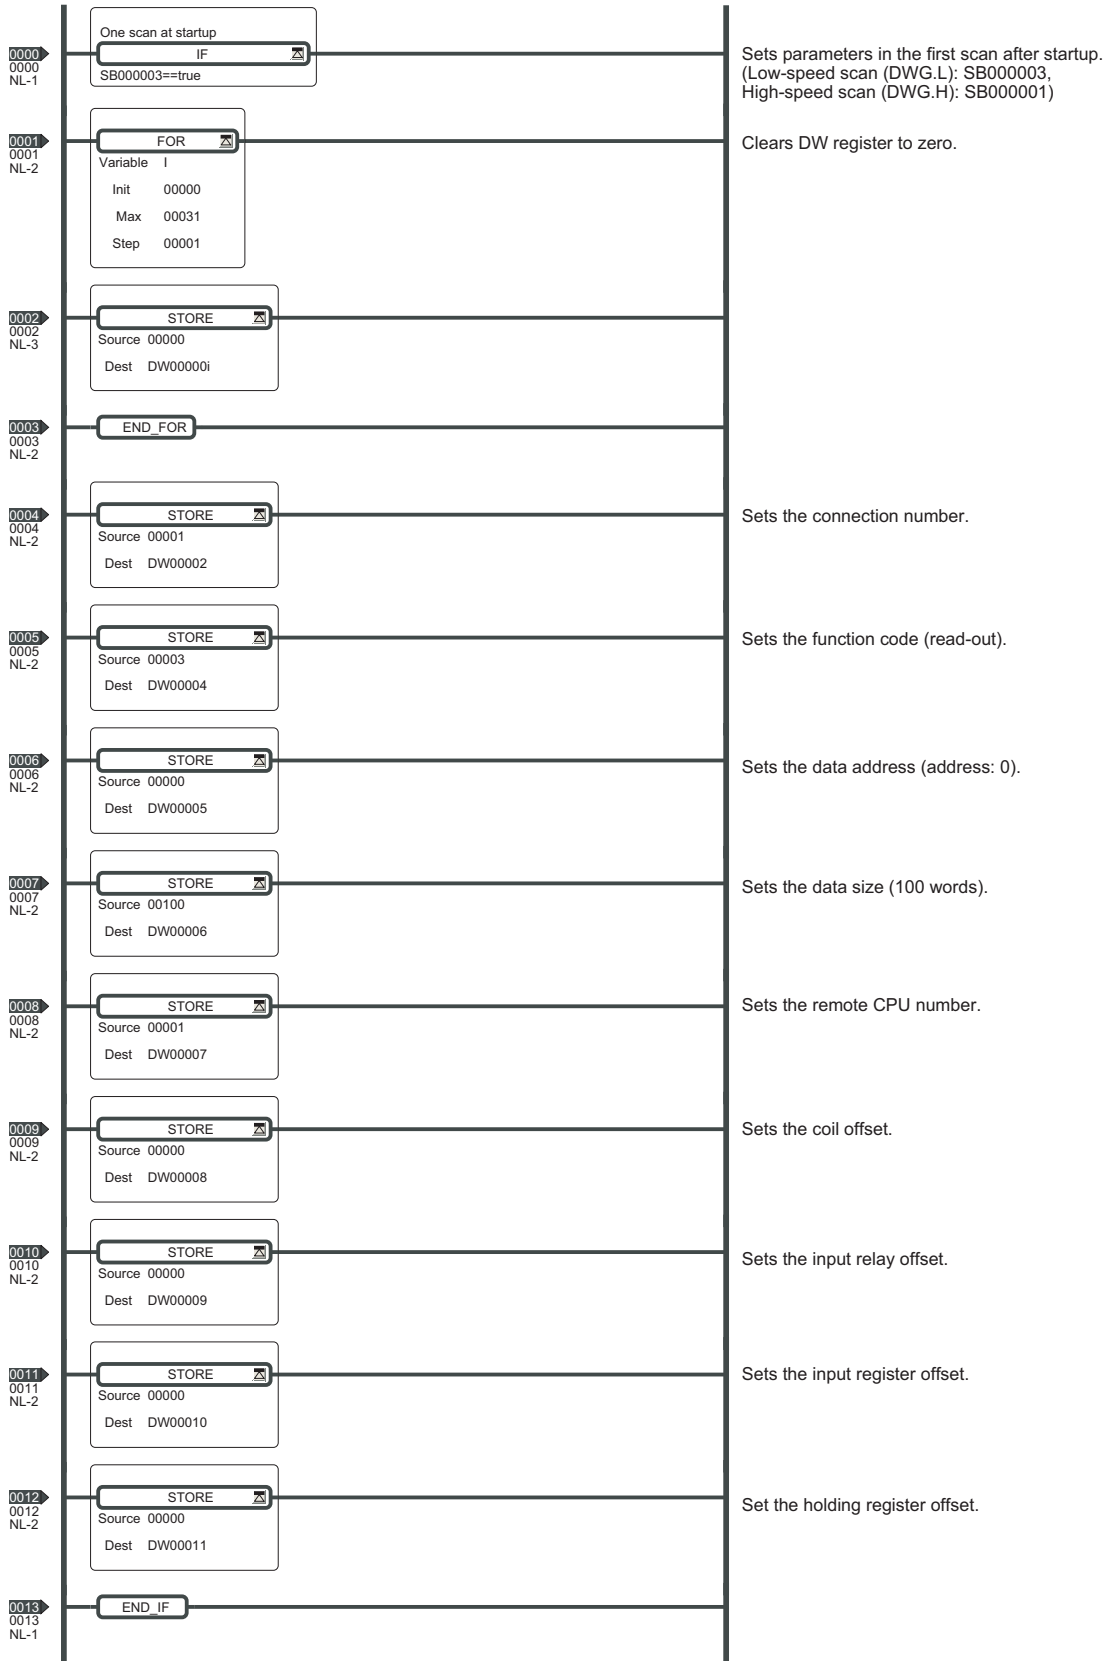 One scan at startup
0000 IF
0000 SB000003==true
NL-1
Sets parameters in the first scan after startup.
(Low-speed scan (DWG.L): SB000003,
High-speed scan (DWG.H): SB000001)
0001 FOR
0001 Variable I
NL-2
Init 00000
Max 00031
Step 00001
Clears DW register to zero.
0002 STORE
0002 Source 00000
NL-3
Dest DW00000i
0003 END_FOR
0003
NL-2
0004 STORE
0004 Source 00001
NL-2
Dest DW00002
Sets the connection number.
0005 STORE
0005 Source 00003
NL-2
Dest DW00004
Sets the function code (read-out).
0006 STORE
0006 Source 00000
NL-2
Dest DW00005
Sets the data address (address: 0).
0007 STORE
0007 Source 00100
NL-2
Dest DW00006
Sets the data size (100 words).
0008 STORE
0008 Source 00001
NL-2
Dest DW00007
Sets the remote CPU number.
0009 STORE
0009 Source 00000
NL-2
Dest DW00008
Sets the coil offset.
0010 STORE
0010 Source 00000
NL-2
Dest DW00009
Sets the input relay offset.
0011 STORE
0011 Source 00000
NL-2
Dest DW00010
Sets the input register offset.
0012 STORE
0012 Source 00000
NL-2
Dest DW00011
Set the holding register offset.
0013 END_IF
0013
NL-1